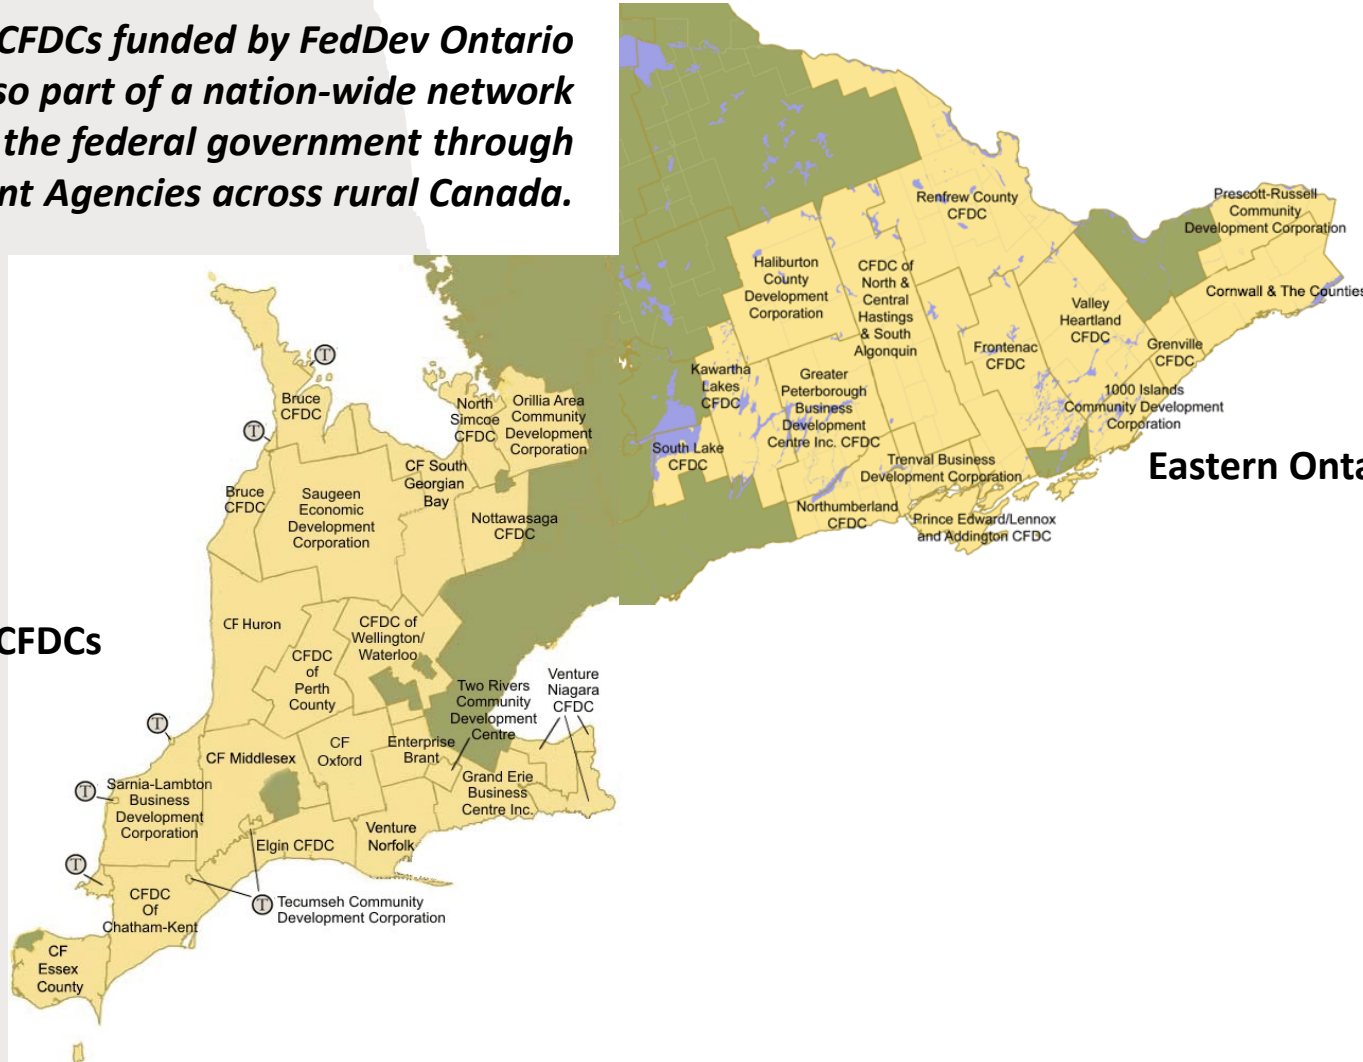 CFDCs funded by FedDev Ontario
so part of a nation-wide network
the federal government through
nt Agencies across rural Canada.
Renfrew County
CFDC
Prescott-Russell
Community
Development Corporation
Haliburton
County
Development
Corporation
CFDC of
North &
Central
Hastings
& South
Algonquin
Cornwall & The Counties
Valley
Heartland
CFDC
Frontenac
CFDC
Grenville
CFDC
Kawartha
Lakes
CFDC
Greater
Peterborough
Business
Development
Centre Inc. CFDC
1000 Islands
Community Development
Corporation
South Lake
CFDC
Trenval Business
Development Corporation
Northumberland
CFDC
Prince Edward/Lennox
and Addington CFDC
Eastern Onta
T
Bruce
CFDC
T
North
Simcoe
CFDC
Orillia Area
Community
Development
Corporation
CF South
Georgian
Bay
Bruce
CFDC
Saugeen
Economic
Development
Corporation
Nottawasaga
CFDC
CFDCs
CF Huron
CFDC of
Wellington/
Waterloo
CFDC
of
Perth
County
Two Rivers
Community
Development
Centre
Venture
Niagara
CFDC
T
CF Middlesex
CF
Oxford
Enterprise
Brant
T
Sarnia-Lambton
Business
Development
Corporation
Grand Erie
Business
Centre Inc.
Elgin CFDC
Venture
Norfolk
T
CFDC
Of
Chatham-Kent
T
Tecumseh Community
Development Corporation
CF
Essex
County